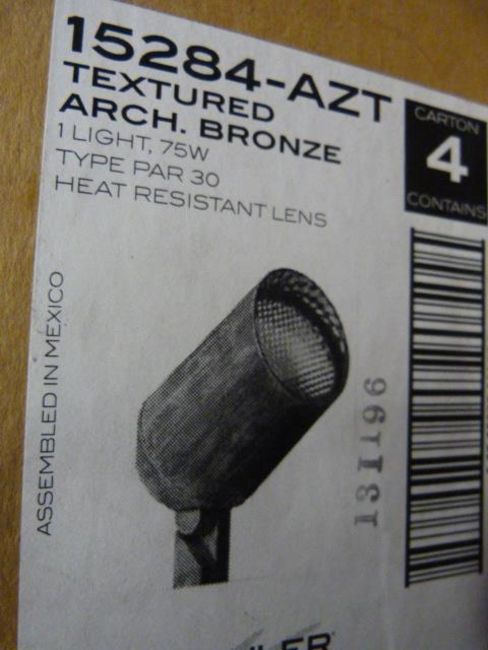 15284-AZT
TEXTURED
ARCH. BRONZE
1 LIGHT, 75W
TYPE PAR 30
HEAT RESISTANT LENS
CARTON
4
CONTAINS
ASSEMBLED IN MEXICO
131196